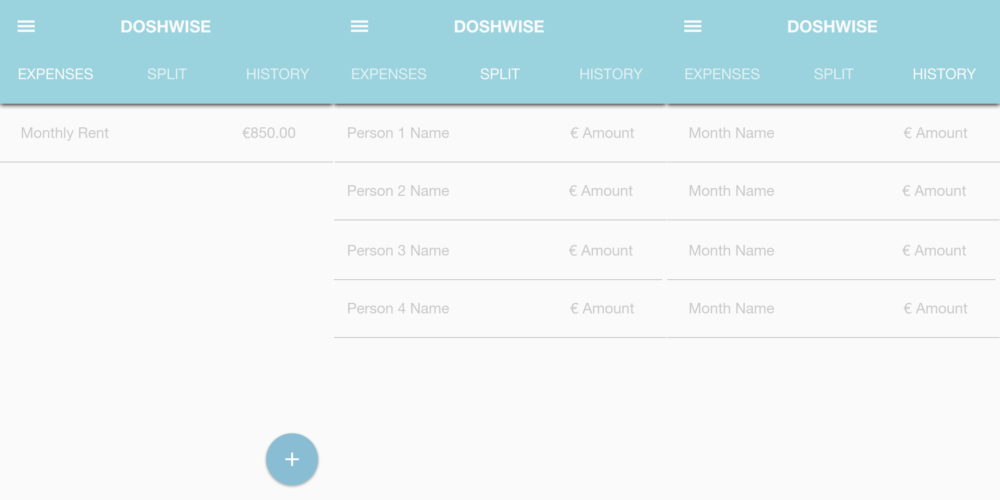 DOSHWISE
EXPENSES SPLIT HISTORY
Monthly Rent €850.00
+
DOSHWISE
EXPENSES SPLIT HISTORY
Person 1 Name € Amount
Person 2 Name € Amount
Person 3 Name € Amount
Person 4 Name € Amount
DOSHWISE
EXPENSES SPLIT HISTORY
Month Name € Amount
Month Name € Amount
Month Name € Amount
Month Name € Amount